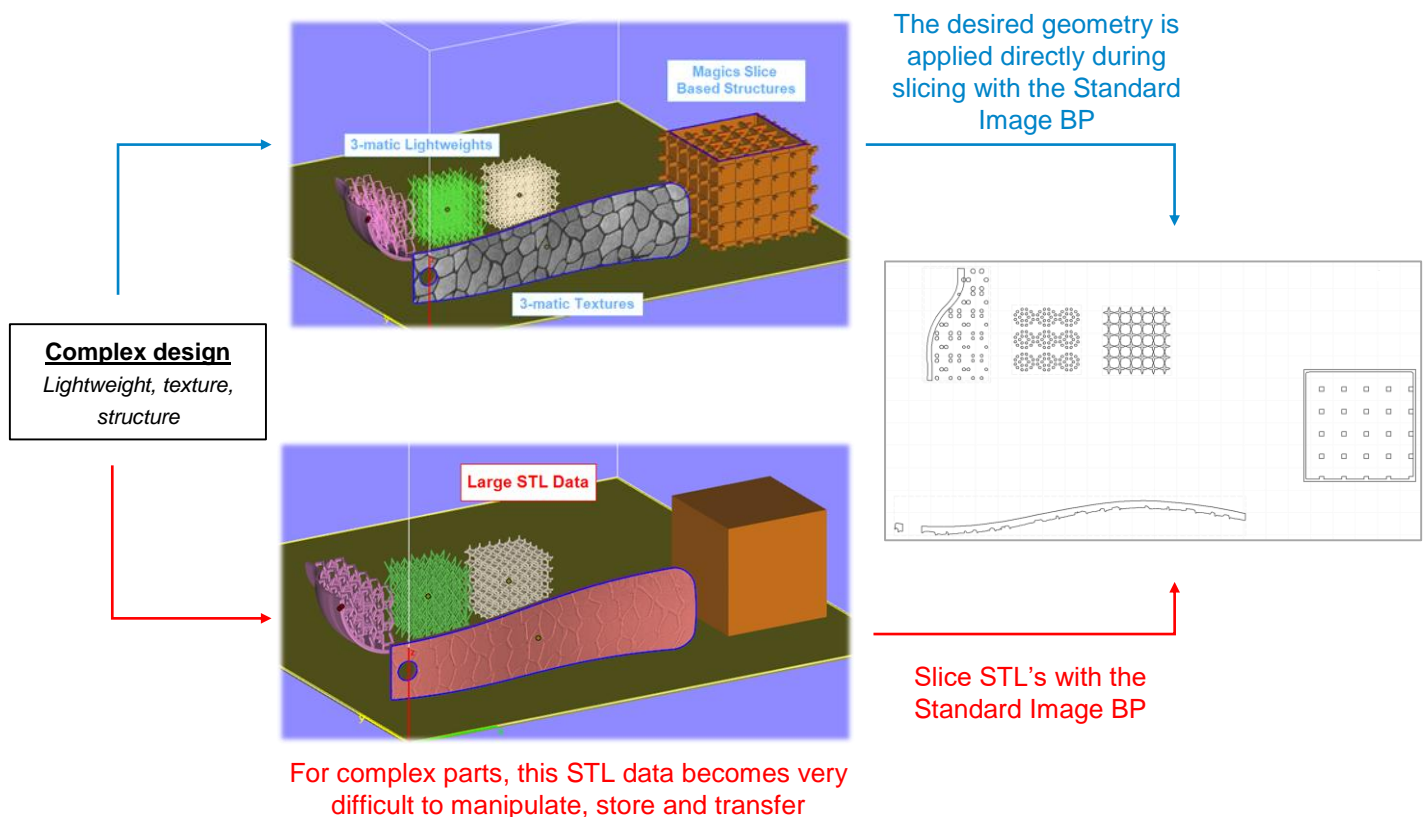 The desired geometry is
applied directly during
slicing with the Standard
Image BP
Magics Slice
Based Structures
3-matic Lightweights
3-matic Textures
Complex design
Lightweight, texture,
structure
Large STL Data
Slice STL’s with the
Standard Image BP
For complex parts, this STL data becomes very
difficult to manipulate, store and transfer